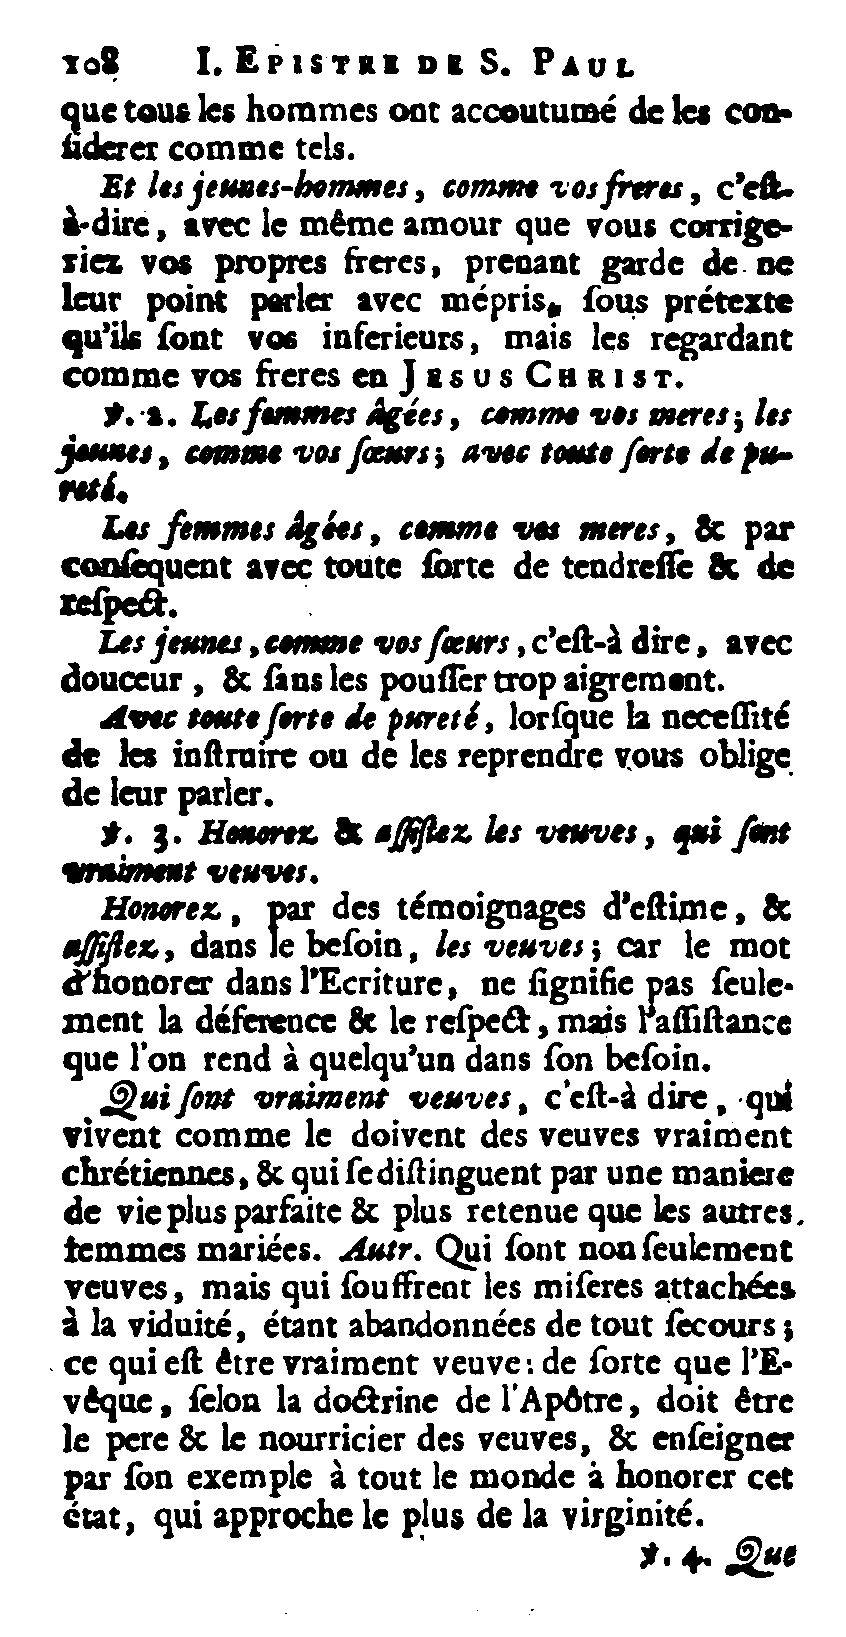 108 I. EPISTRE DE S. PAUL
que tous les hommes ont accoutumé de les con-
ſiderer comme tels.
Et les jeunes-hommes, comme vos freres, c'eſt-
à-dire, avec le même amour que vous corrige-
riez vos propres freres, prenant garde de ne
leur point parler avec mépris, ſous prétexte
qu'ils ſont vos inferieurs, mais les regardant
comme vos freres en JESUS CHRIST.
℣. 2. Les femmes âgées, comme vos meres; les
jeunes, comme vos ſœurs; avec toute ſorte de pu-
reté.
Les femmes âgées, comme vos meres, & par
conſequent avec toute ſorte de tendreſſe & de
reſpect.
Les jeunes, comme vos ſœurs, c'eſt-à dire, avec
douceur, & ſans les pouſſer trop aigrement.
Avec toute ſorte de pureté, lorſque la neceſſité
de les inſtruire ou de les reprendre vous oblige
de leur parler.
℣. 3. Honorez & aſſiſtez les veuves, qui ſont
vraiment veuves.
Honorez, par des témoignages d'eſtime, &
aſſiſtez, dans le beſoin, les veuves; car le mot
d'honorer dans l'Ecriture, ne ſignifie pas ſeule-
ment la déference & le reſpect, mais l'aſſiſtance
que l'on rend à quelqu'un dans ſon beſoin.
Qui ſont vraiment veuves, c'eſt-à dire, qui
vivent comme le doivent des veuves vraiment
chrétiennes, & qui ſe diſtinguent par une maniere
de vie plus parfaite & plus retenue que les autres
femmes mariées. Autr. Qui ſont non ſeulement
veuves, mais qui ſouffrent les miſeres attachées
à la viduité, étant abandonnées de tout ſecours;
ce qui eſt être vraiment veuve: de ſorte que l'E-
vêque, ſelon la doctrine de l'Apôtre, doit être
le pere & le nourricier des veuves, & enſeigner
par ſon exemple à tout le monde à honorer cet
état, qui approche le plus de la virginité.
℣. 4. Que